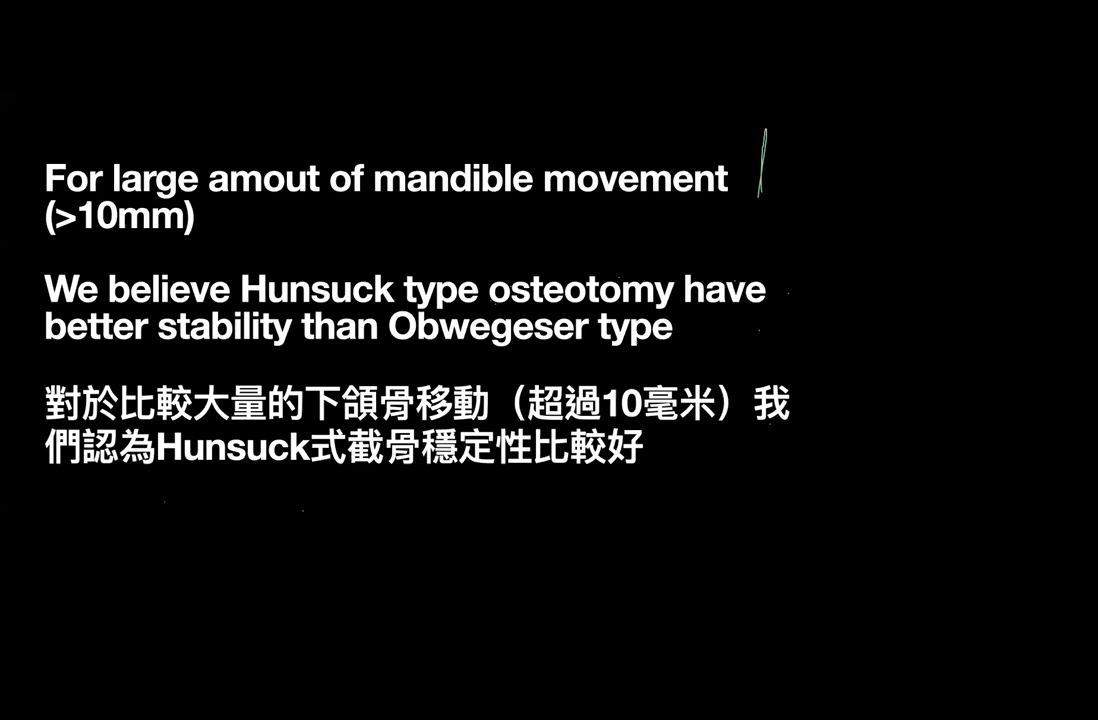 For large amout of mandible movement
(>10mm)
We believe Hunsuck type osteotomy have
better stability than Obwegeser type
對於比較大量的下頜骨移動（超過10毫米）我
們認為Hunsuck式截骨穩定性比較好